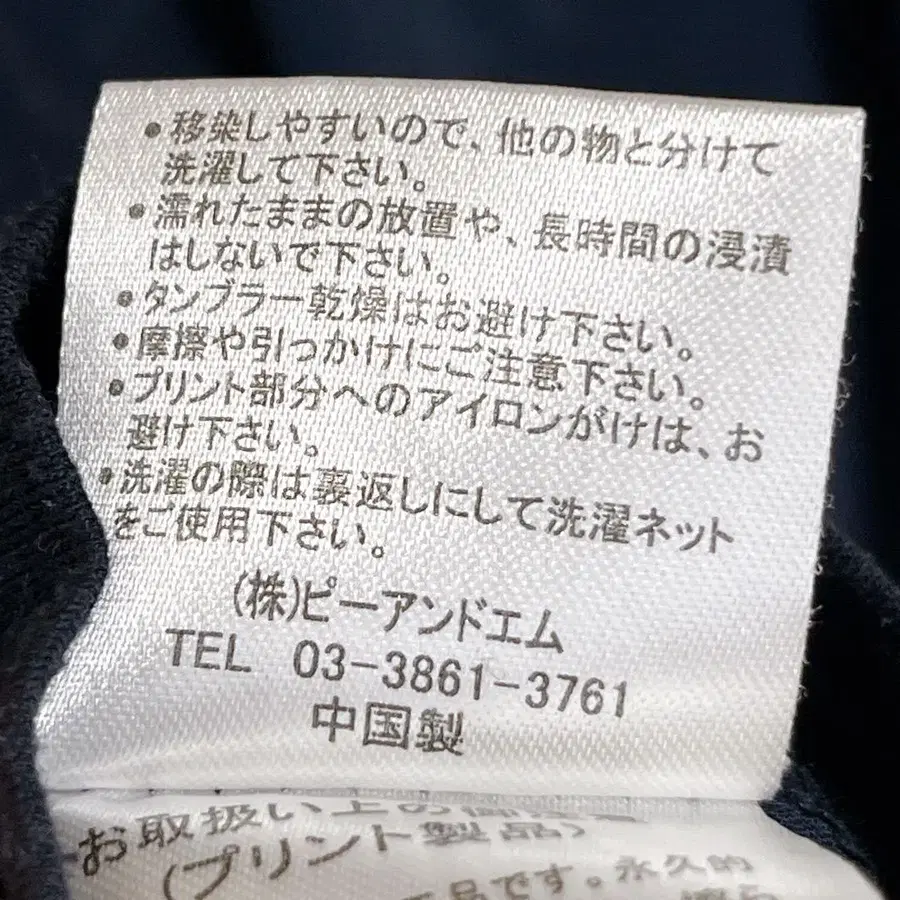 ・移染しやすいので、他の物と分けて
洗濯して下さい。
・濡れたままの放置や、長時間の浸漬
はしないで下さい。
・タンブラー乾燥はお避け下さい。
・摩擦や引っかけにご注意下さい。
・プリント部分へのアイロンがけは、お
避け下さい。
・洗濯の際は裏返しにして洗濯ネット
をご使用下さい。
(株)ピーアンドエム
TEL 03-3861-3761
中国製
お取扱い上の
(プリント製品)
品です。永久的